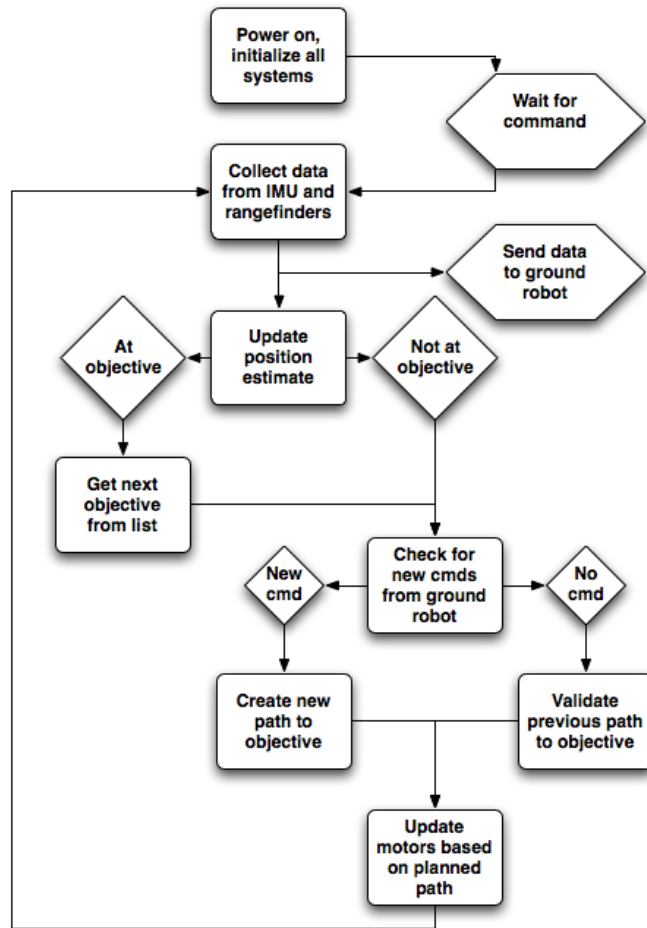 Power on,
initialize all
systems
Wait for
command
Collect data
from IMU and
rangefinders
Send data
to ground
robot
At
objective
Update
position
estimate
Not at
objective
Get next
objective
from list
New
cmd
Check for
new cmds
from ground
robot
No
cmd
Create new
path to
objective
Validate
previous path
to objective
Update
motors based
on planned
path